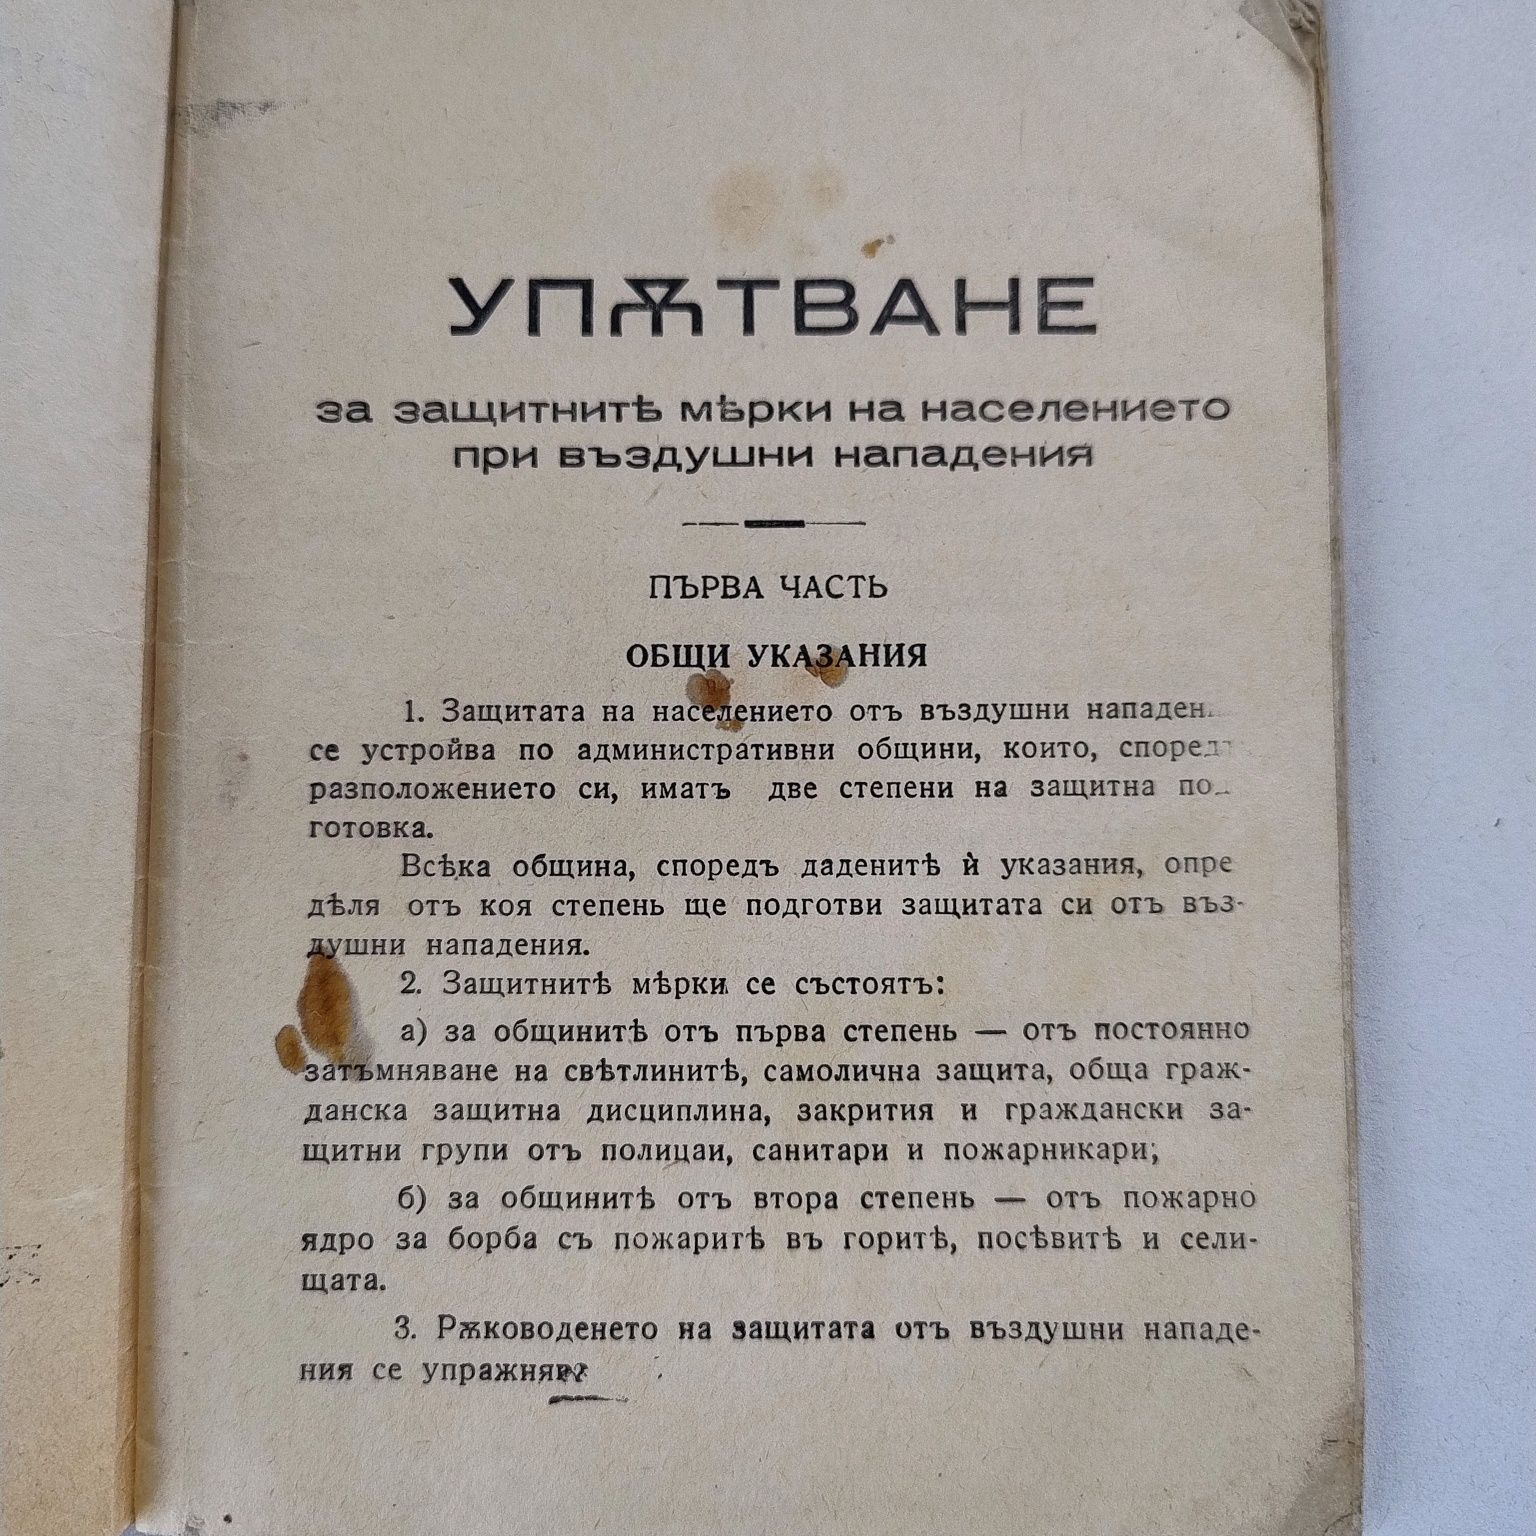 УПѪТВАНЕ
за защитнитѣ мѣрки на населението
при въздушни нападения
ПЪРВА ЧАСТЬ
ОБЩИ УКАЗАНИЯ
1. Защитата на населението отъ въздушни
се устройва по административни общини, които, споредъ
разположението си, иматъ две степени на защитна
готовка.
Всѣка община, споредъ даденитѣ ѝ указания, опре
дѣля отъ коя степень ще подготви защитата си отъ въз-
душни нападения.
2. Защитнитѣ мѣрки се състоятъ:
а) за общинитѣ отъ първа степень — отъ постоянно
затъмняване на свѣтлинитѣ, самолична защита, обща граж-
данска защитна дисциплина, закрития и граждански за-
щитни групи отъ полицаи, санитари и пожарникари;
б) за общинитѣ отъ втора степень — отъ пожарно
ядро за борба съ пожаритѣ въ горитѣ, посѣвитѣ и сели-
щата.
3. Рѫководенето на защитата отъ въздушни нападе-
ния се